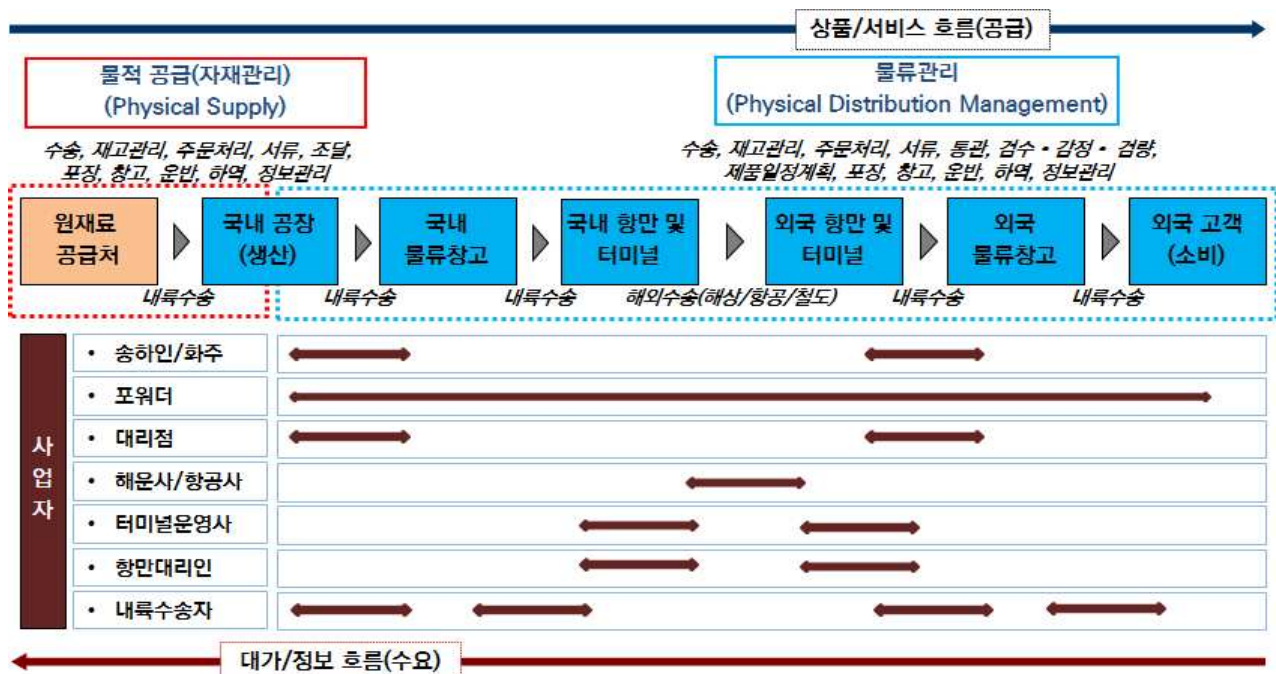 상품/서비스 흐름(공급)
물적 공급(자재관리)
(Physical Supply)
물류관리
(Physical Distribution Management)
수송, 재고관리, 주문처리, 서류, 조달,
포장, 창고, 운반, 하역, 정보관리
수송, 재고관리, 주문처리, 서류, 통관, 검수・감정・검량,
제품일정계획, 포장, 창고, 운반, 하역, 정보관리
원재료
공급처
국내 공장
(생산)
국내
물류창고
국내 항만 및
터미널
외국 항만 및
터미널
외국
물류창고
외국 고객
(소비)
내륙수송
내륙수송
내륙수송
해외수송(해상/항공/철도)
내륙수송
내륙수송
사
업
자
• 송하인/화주
• 포워더
• 대리점
• 해운사/항공사
• 터미널운영사
• 항만대리인
• 내륙수송자
대가/정보 흐름(수요)